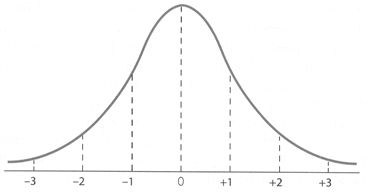 –3 –2 –1 0 +1 +2 +3